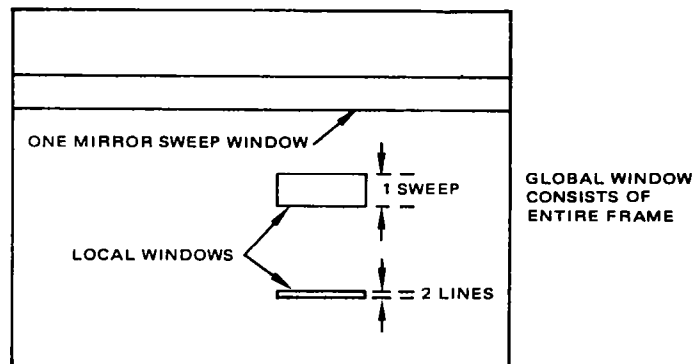 ONE MIRROR SWEEP WINDOW
1 SWEEP
GLOBAL WINDOW
CONSISTS OF
ENTIRE FRAME
LOCAL WINDOWS
2 LINES